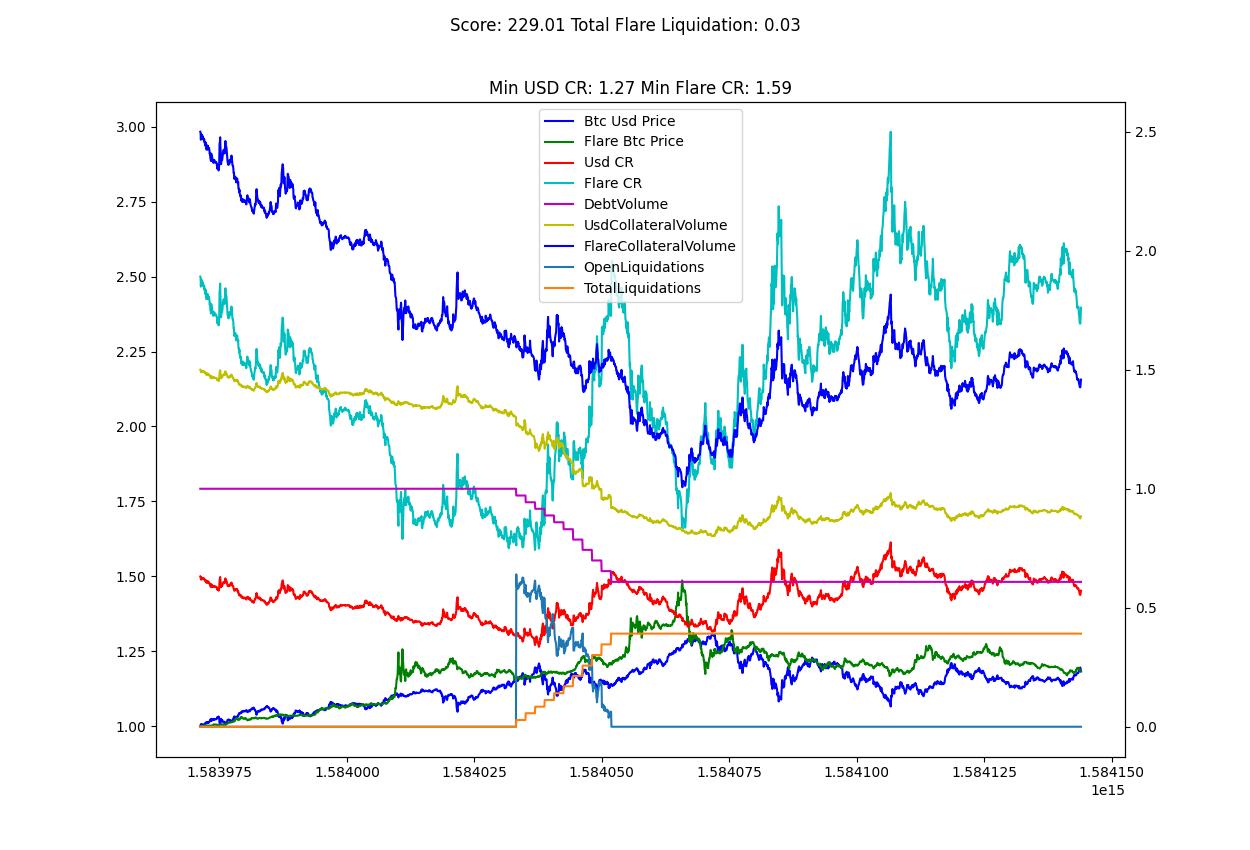 Score: 229.01 Total Flare Liquidation: 0.03
Min USD CR: 1.27 Min Flare CR: 1.59
Btc Usd Price
Flare Btc Price
Usd CR
Flare CR
DebtVolume
UsdCollateralVolume
FlareCollateralVolume
OpenLiquidations
TotalLiquidations
3.00
2.75
2.50
2.25
2.00
1.75
1.50
1.25
1.00
2.5
2.0
1.5
1.0
0.5
0.0
1.583975 1.584000 1.584025 1.584050 1.584075 1.584100 1.584125 1.584150
1e15